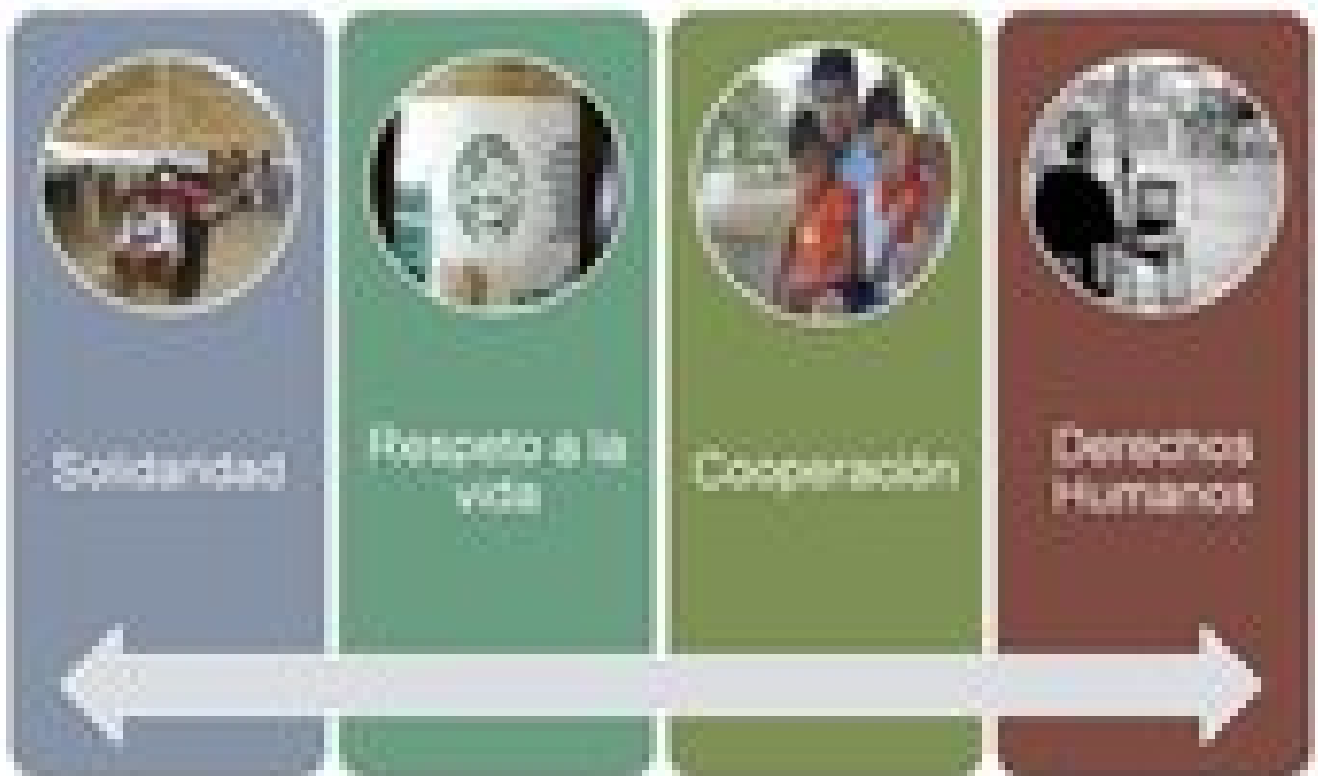 Solidaridad
Respeto a la
vida
Cooperación
Derechos
Humanos